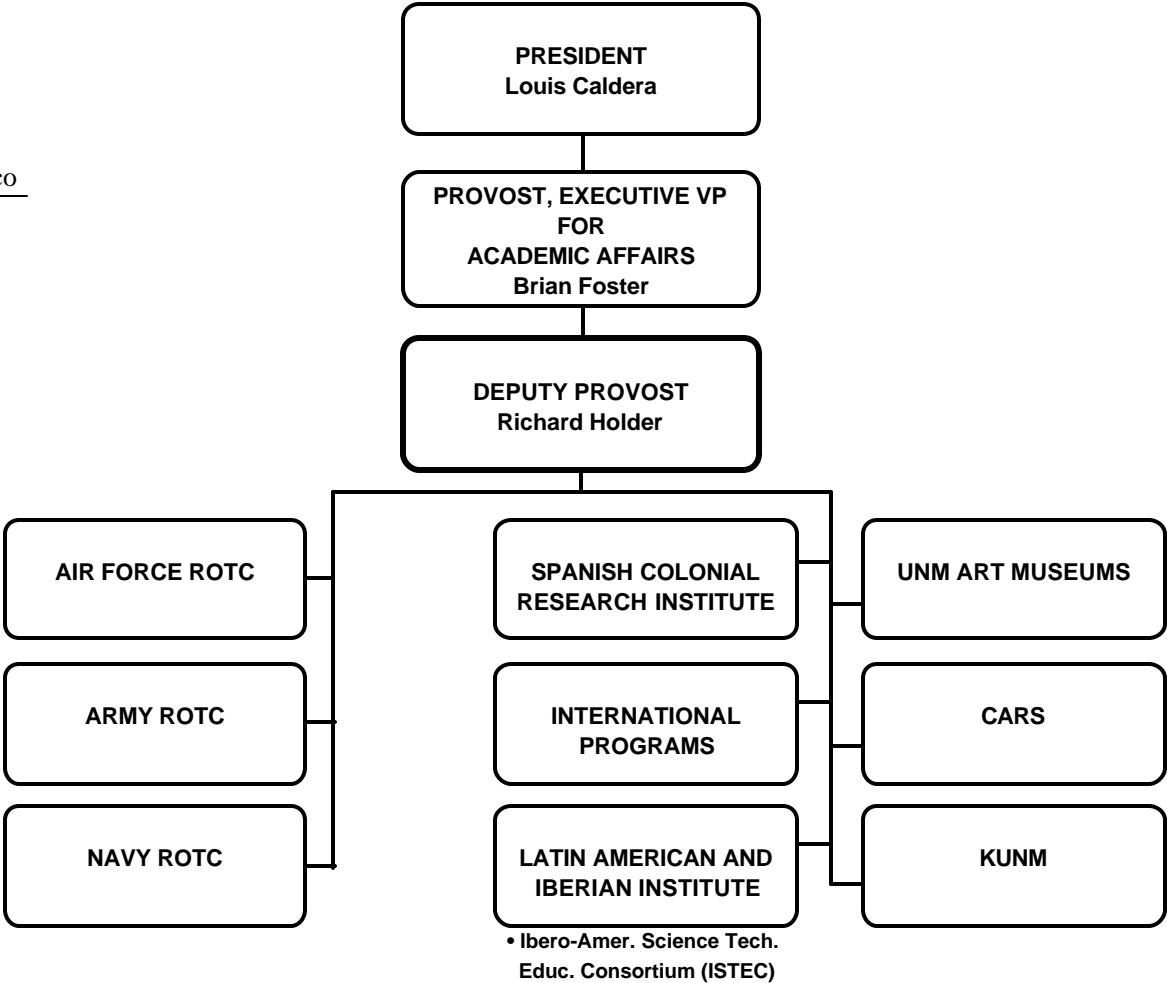 PRESIDENT
Louis Caldera
PROVOST, EXECUTIVE VP
FOR
ACADEMIC AFFAIRS
Brian Foster
DEPUTY PROVOST
Richard Holder
AIR FORCE ROTC
SPANISH COLONIAL
RESEARCH INSTITUTE
UNM ART MUSEUMS
ARMY ROTC
INTERNATIONAL
PROGRAMS
CARS
NAVY ROTC
LATIN AMERICAN AND
IBERIAN INSTITUTE
KUNM
• Ibero-Amer. Science Tech.
Educ. Consortium (ISTEC)